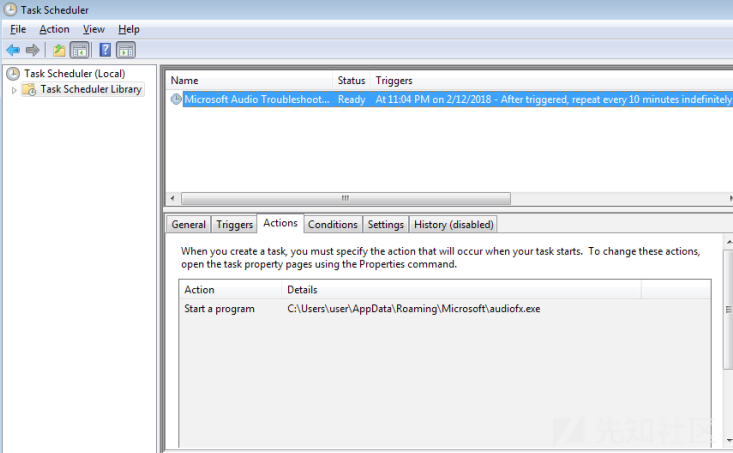 Task Scheduler
File Action View Help
Task Scheduler (Local)
Task Scheduler Library
Name Status Triggers
Microsoft Audio Troubleshoot... Ready At 11:04 PM on 2/12/2018 - After triggered, repeat every 10 minutes indefinitely
General Triggers Actions Conditions Settings History (disabled)
When you create a task, you must specify the action that will occur when your task starts. To change these actions,
open the task property pages using the Properties command.
Action Details
Start a program C:\Users\user\AppData\Roaming\Microsoft\audiofx.exe
先知社区